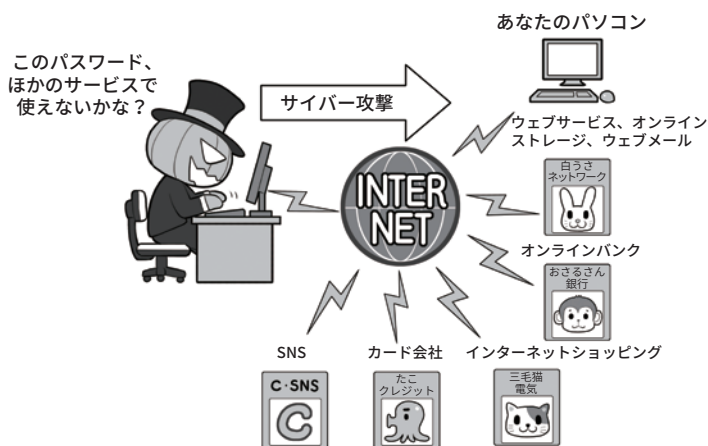 あなたのパソコン
このパスワード、
ほかのサービスで
使えないかな？
サイバー攻撃
ウェブサービス、オンライン
ストレージ、ウェブメール
白うさ
ネットワーク
INTER
NET
オンラインバンク
おさるさん
銀行
SNS
カード会社
インターネットショッピング
C·SNS
C
たこ
クレジット
三毛猫
電気